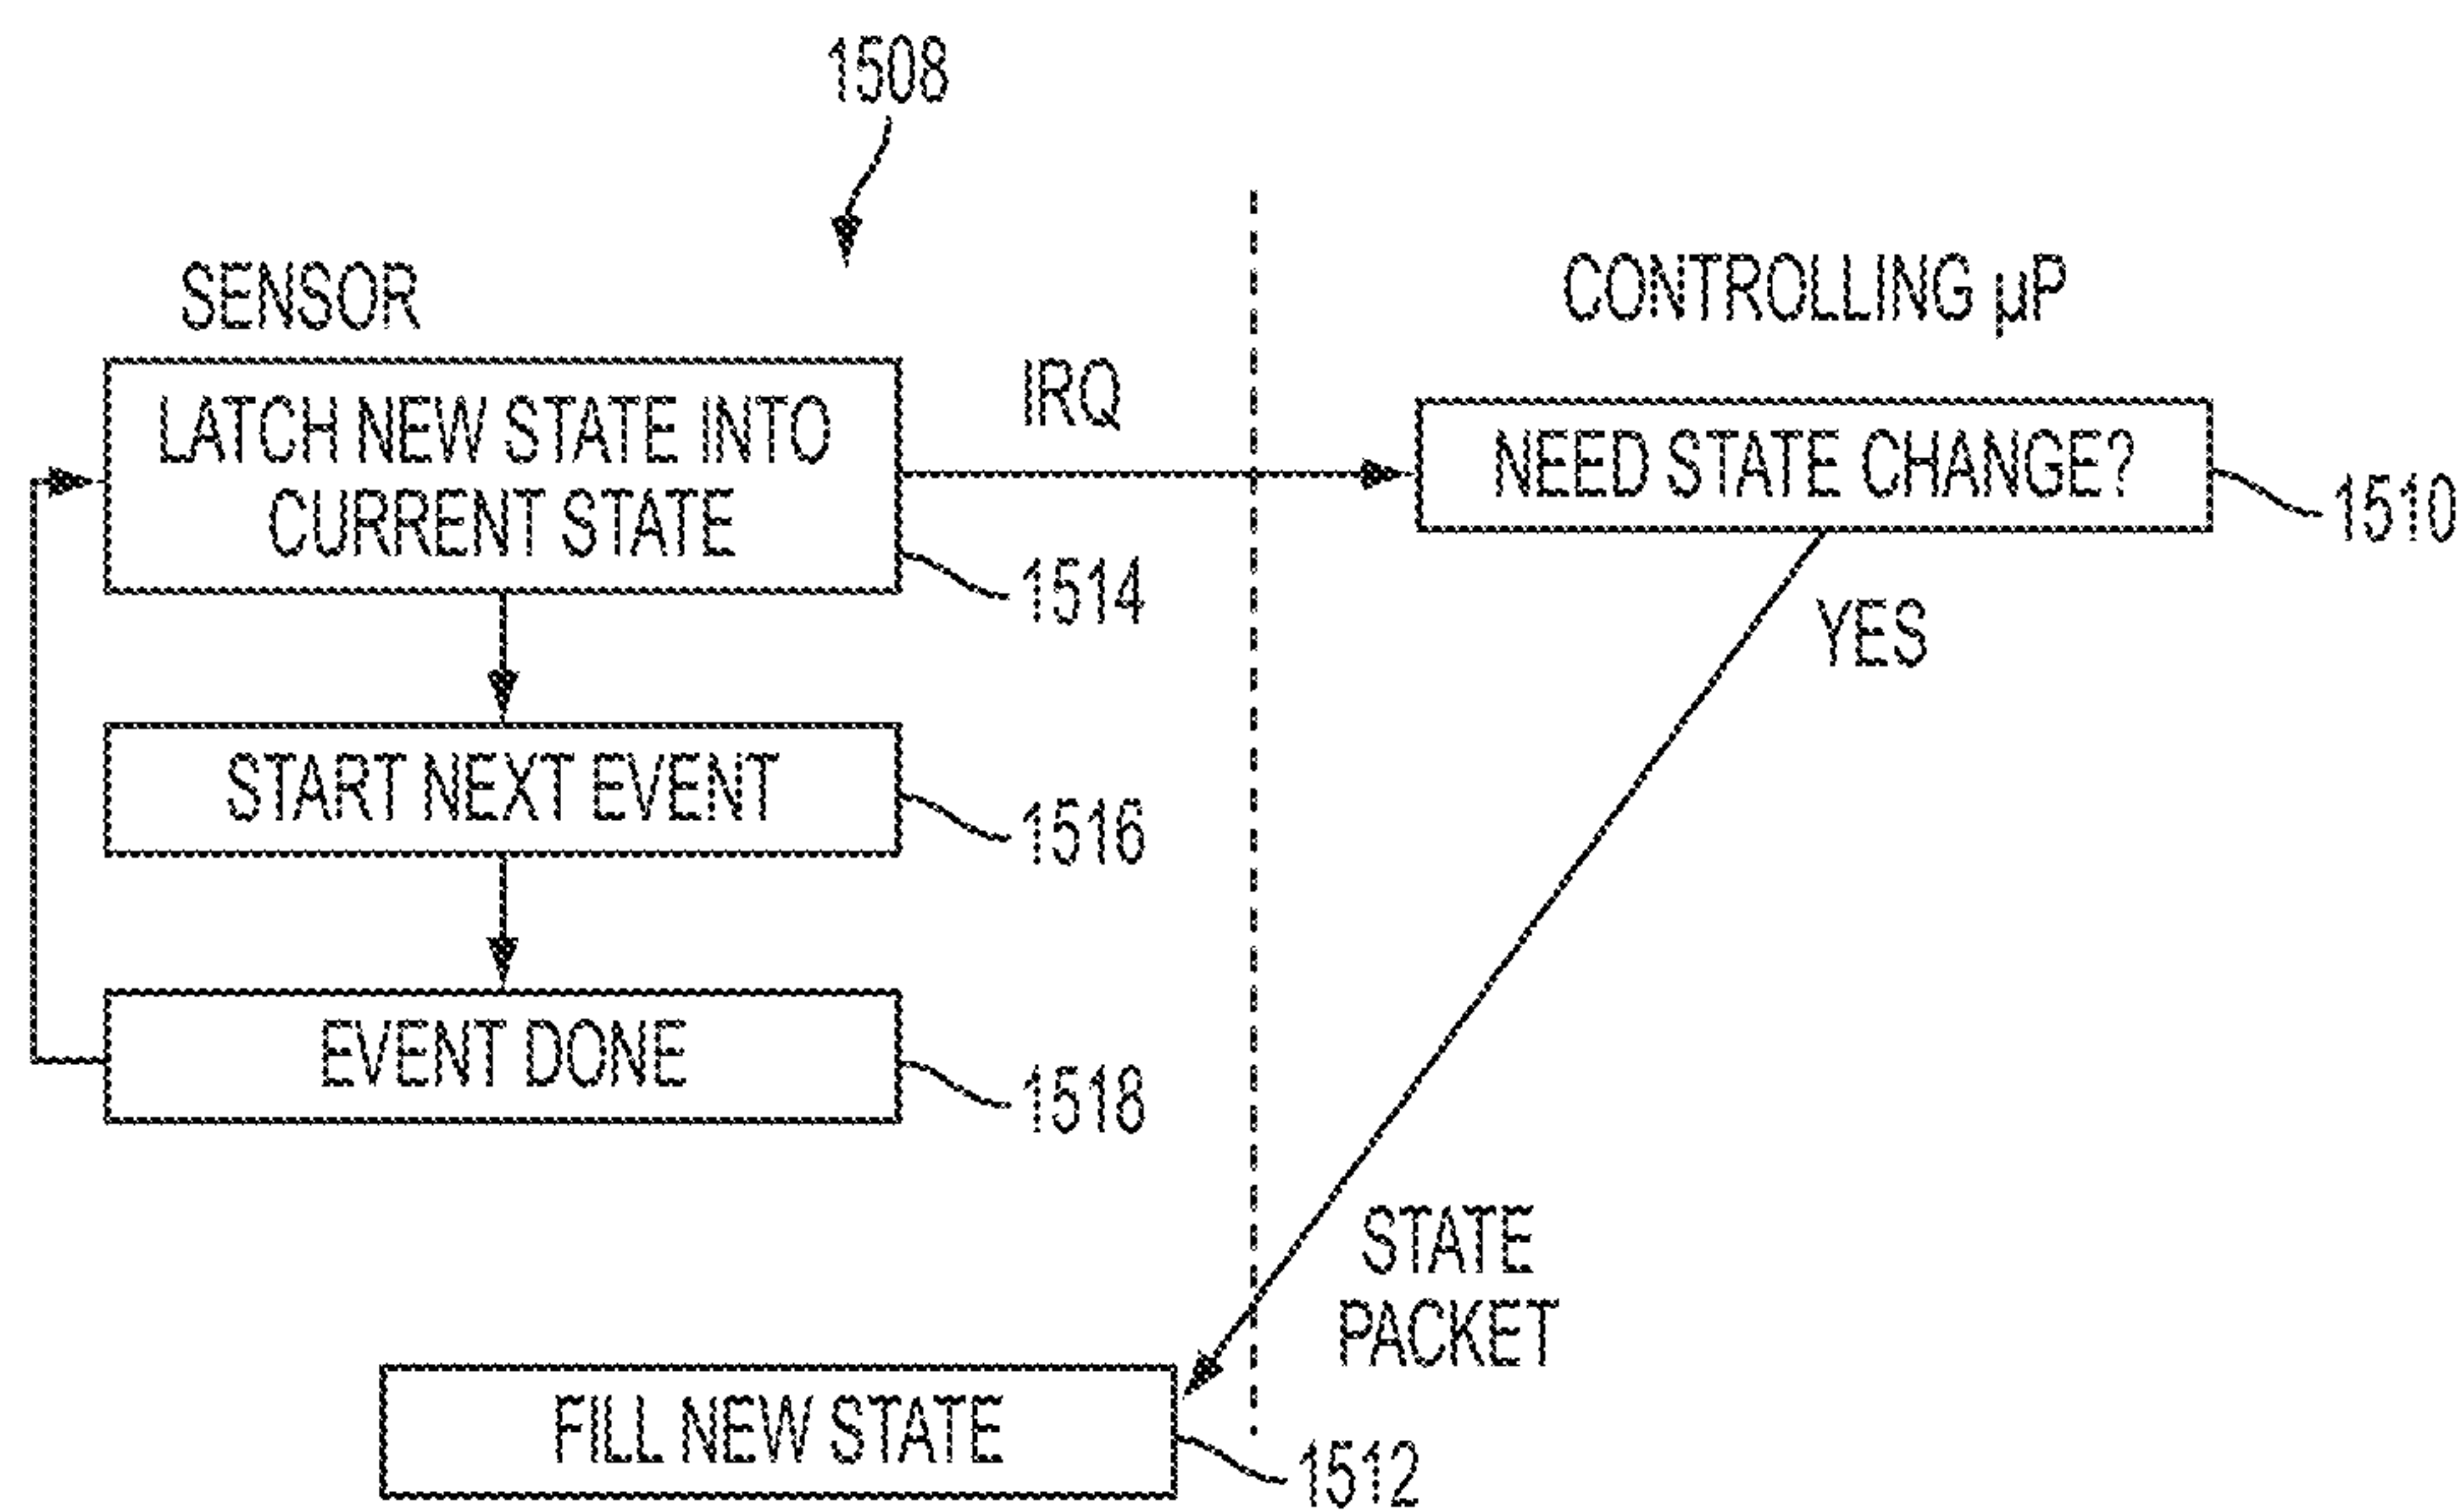 1508
SENSOR
CONTROLLING µP
LATCH NEW STATE INTO
CURRENT STATE
IRQ
NEED STATE CHANGE?
1510
1514
YES
START NEXT EVENT
1516
EVENT DONE
1518
STATE
PACKET
FILL NEW STATE
1512